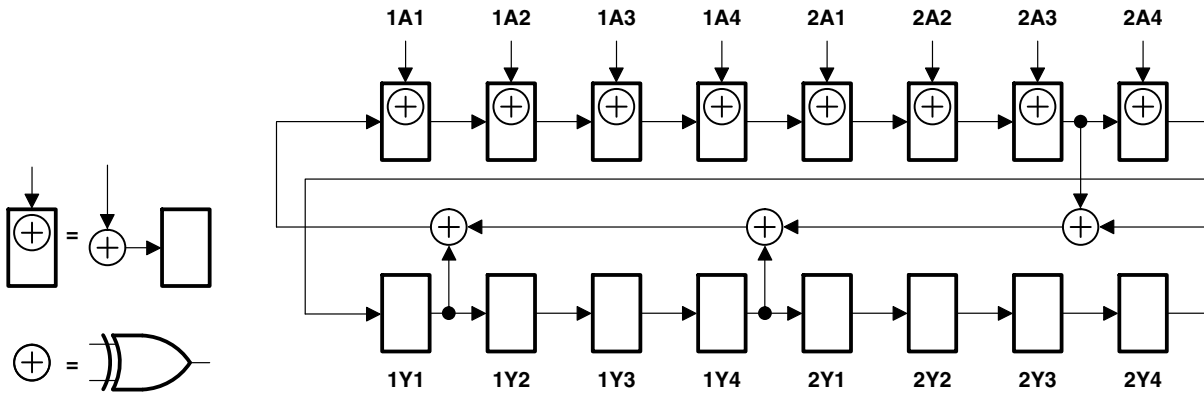 1A1 1A2 1A3 1A4 2A1 2A2 2A3 2A4
=
=
1Y1 1Y2 1Y3 1Y4 2Y1 2Y2 2Y3 2Y4